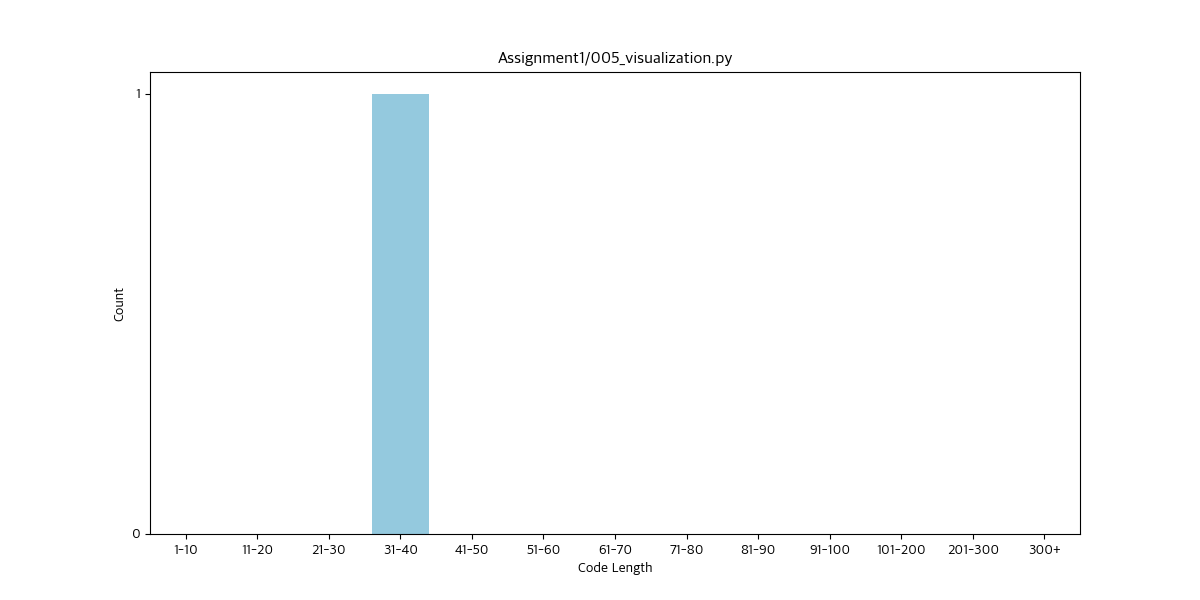 Assignment1/005_visualization.py
1
Count
0
1-10 11-20 21-30 31-40 41-50 51-60 61-70 71-80 81-90 91-100 101-200 201-300 300+
Code Length